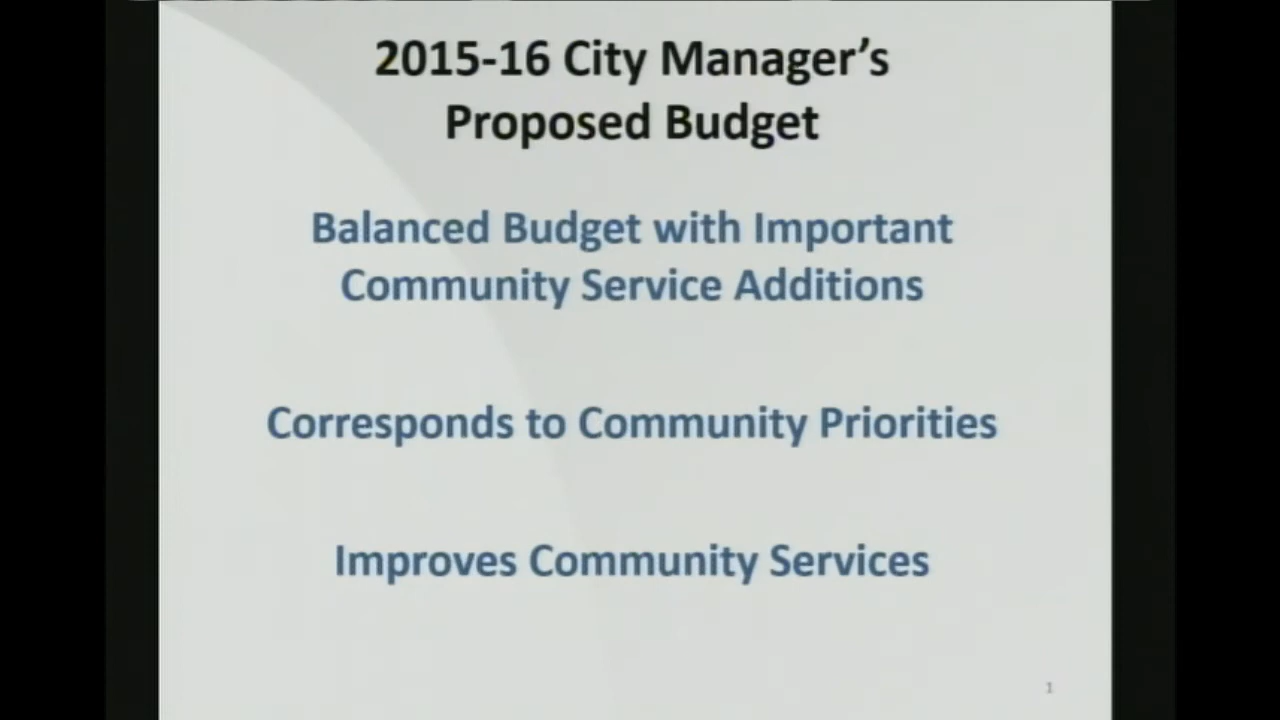 2015-16 City Manager's
Proposed Budget
Balanced Budget with Important
Community Service Additions
Corresponds to Community Priorities
Improves Community Services
1